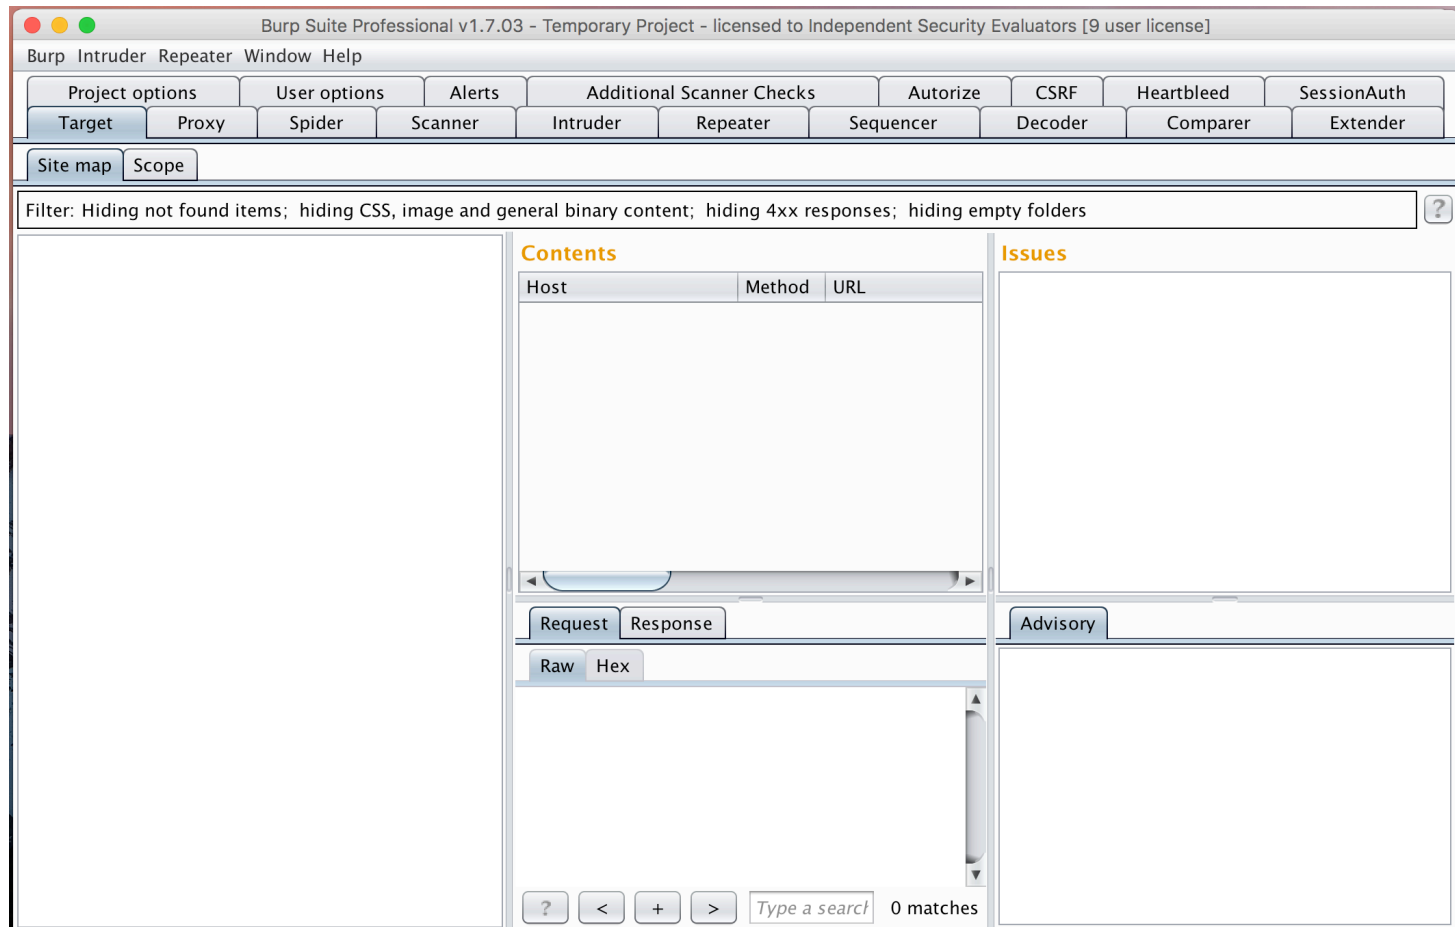 Burp Suite Professional v1.7.03 - Temporary Project - licensed to Independent Security Evaluators [9 user license]
Burp Intruder Repeater Window Help
Project options User options Alerts Additional Scanner Checks Autorize CSRF Heartbleed SessionAuth
Target Proxy Spider Scanner Intruder Repeater Sequencer Decoder Comparer Extender
Site map Scope
Filter: Hiding not found items; hiding CSS, image and general binary content; hiding 4xx responses; hiding empty folders ?
Contents Issues
Host Method URL
Request Response Advisory
Raw Hex
? < + > Type a search 0 matches